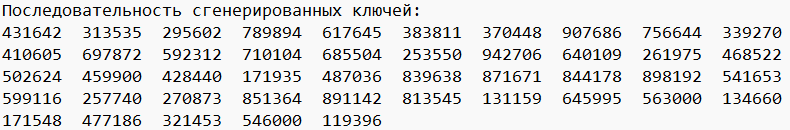 Последовательность сгенерированных ключей:
431642 313535 295602 789894 617645 383811 370448 907686 756644 339270
410605 697872 592312 710104 685504 253550 942706 640109 261975 468522
502624 459900 428440 171935 487036 839638 871671 844178 898192 541653
599116 257740 270873 851364 891142 813545 131159 645995 563000 134660
171548 477186 321453 546000 119396